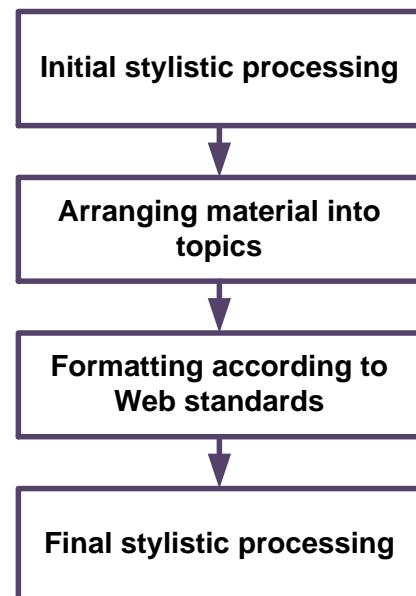 Initial stylistic processing
Arranging material into
topics
Formatting according to
Web standards
Final stylistic processing